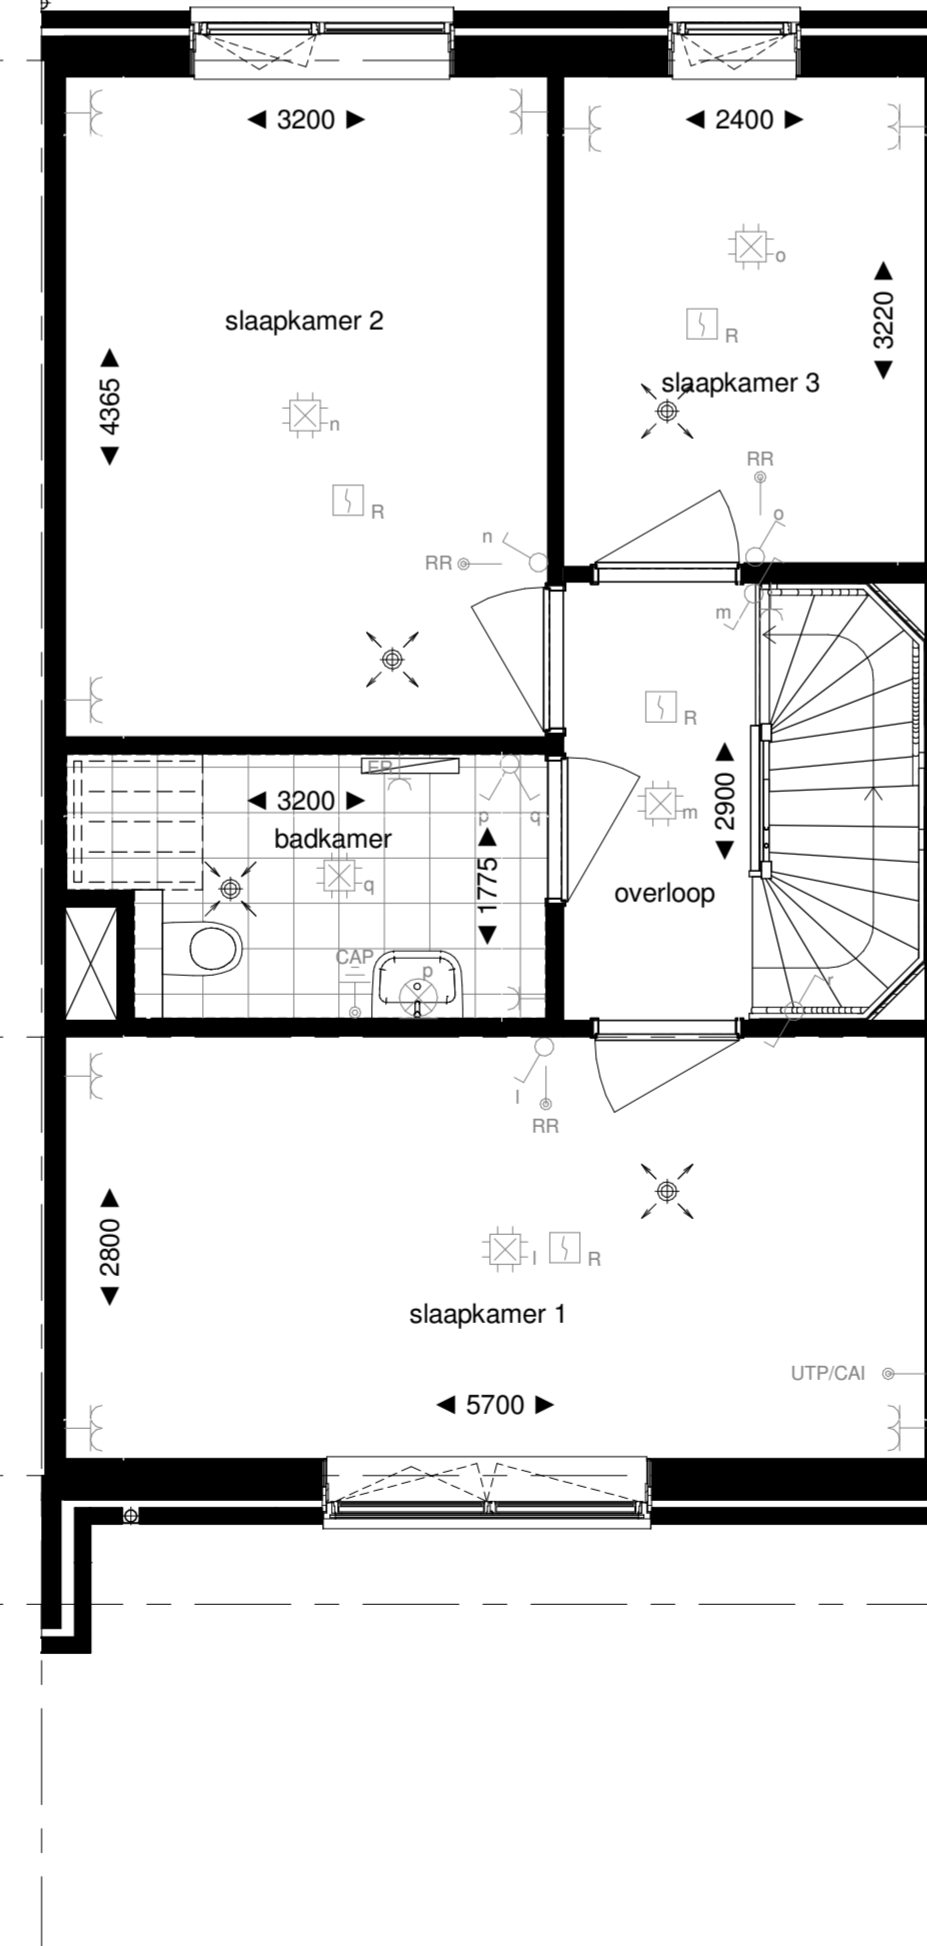 ◄ 3200 ►
◄ 2400 ►
o
R
3220
slaapkamer 2
slaapkamer 3
4365
n
R
RR
n
RR
o
m
R
ER
◄ 3200 ►
p
q
badkamer
q
1775
m
2900
overloop
CAP
p
r
l
RR
2800
l
R
slaapkamer 1
UTP/CAI
◄ 5700 ►